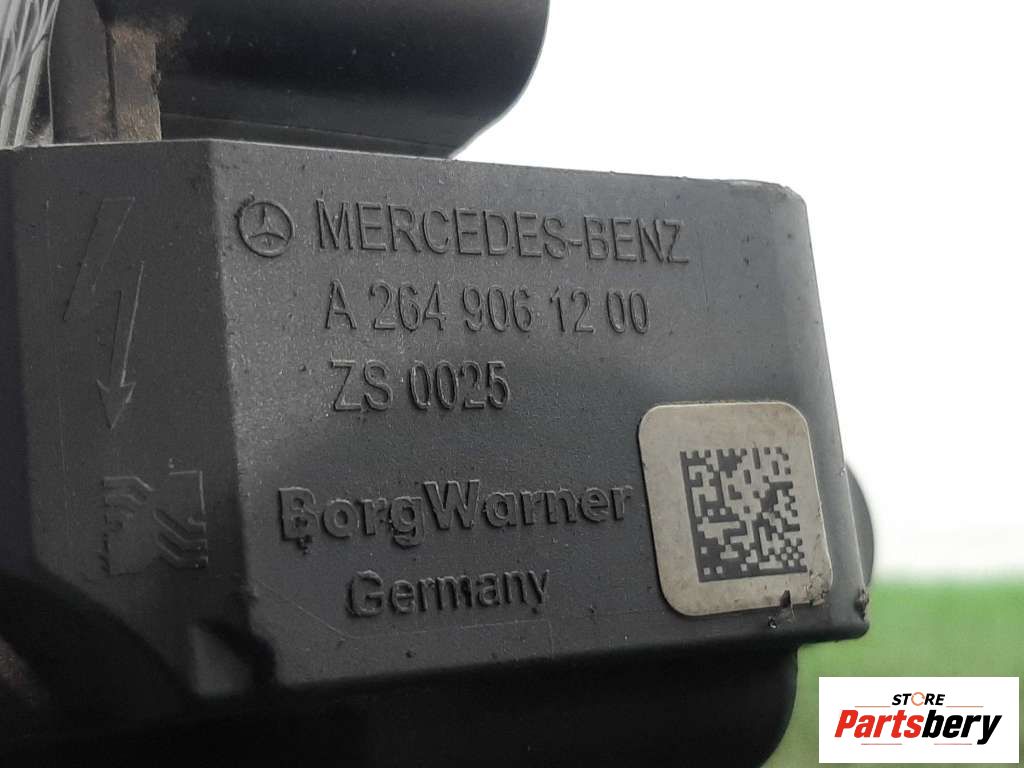 MERCEDES-BENZ
A 264 906 12 00
ZS 0025
BorgWarner
Germany
STORE
Partsbery